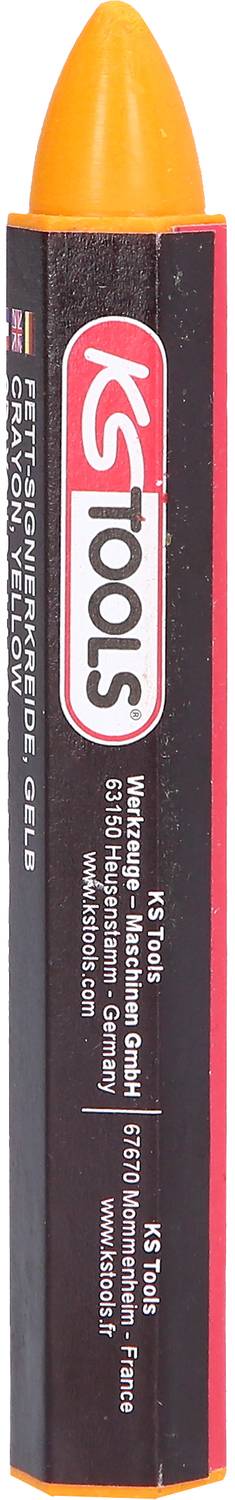 KS TOOLS®
KS Tools
Werkzeuge – Maschinen GmbH
63150 Heusenstamm - Germany
www.kstools.com
KS Tools
67670 Mommenheim - France
www.kstools.fr
FETT-SIGNIERKREIDE, GELB
CRAYON, YELLOW